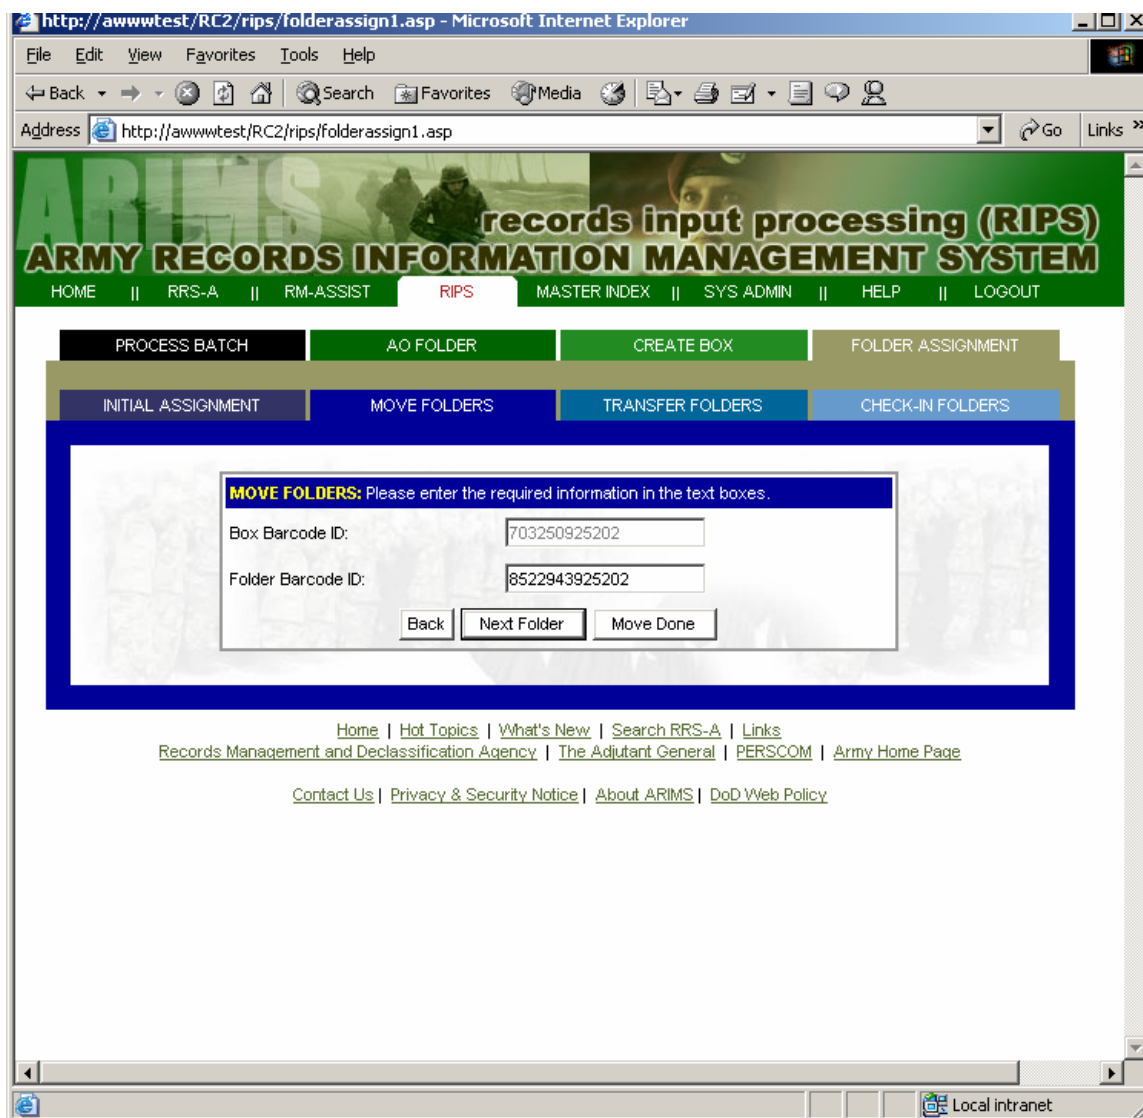 http://awwwtest/RC2/rips/folderassign1.asp - Microsoft Internet Explorer
File Edit View Favorites Tools Help
Back Search Favorites Media
Address http://awwwtest/RC2/rips/folderassign1.asp Go Links »
ARIMS
records input processing (RIPS)
ARMY RECORDS INFORMATION MANAGEMENT SYSTEM
HOME || RRS-A || RM-ASSIST RIPS MASTER INDEX || SYS ADMIN || HELP || LOGOUT
PROCESS BATCH AO FOLDER CREATE BOX FOLDER ASSIGNMENT
INITIAL ASSIGNMENT MOVE FOLDERS TRANSFER FOLDERS CHECK-IN FOLDERS
MOVE FOLDERS: Please enter the required information in the text boxes.
Box Barcode ID: 703250925202
Folder Barcode ID: 8522943925202
Back Next Folder Move Done
Home | Hot Topics | What's New | Search RRS-A | Links
Records Management and Declassification Agency | The Adjutant General | PERSCOM | Army Home Page
Contact Us | Privacy & Security Notice | About ARIMS | DoD Web Policy
Local intranet